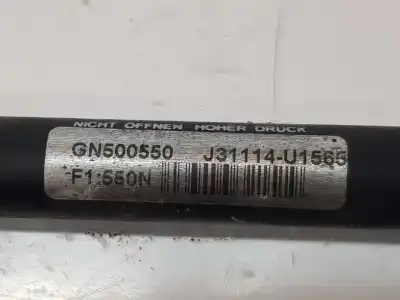 NICHT OFFNEN HOHER DRUCK
GN500550 J31114-U1565
F1:550N